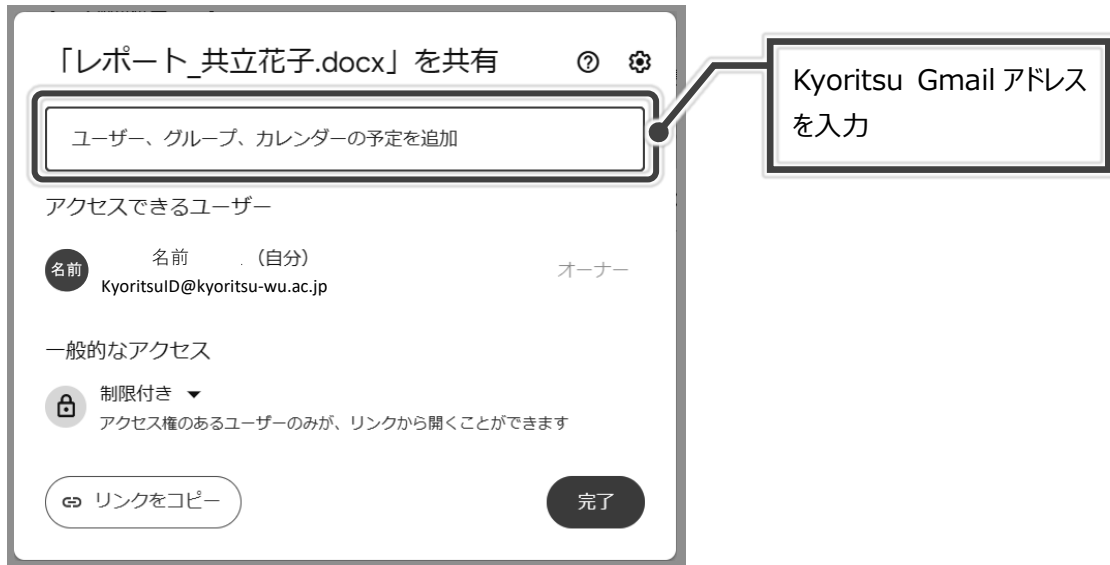 「レポート_共立花子.docx」を共有
Kyoritsu Gmail アドレス
を入力
ユーザー、グループ、カレンダーの予定を追加
アクセスできるユーザー
名前
名前 . (自分)
オーナー
KyoritsuID@kyoritsu-wu.ac.jp
一般的なアクセス
制限付き
アクセス権のあるユーザーのみが、リンクから開くことができます
リンクをコピー
完了